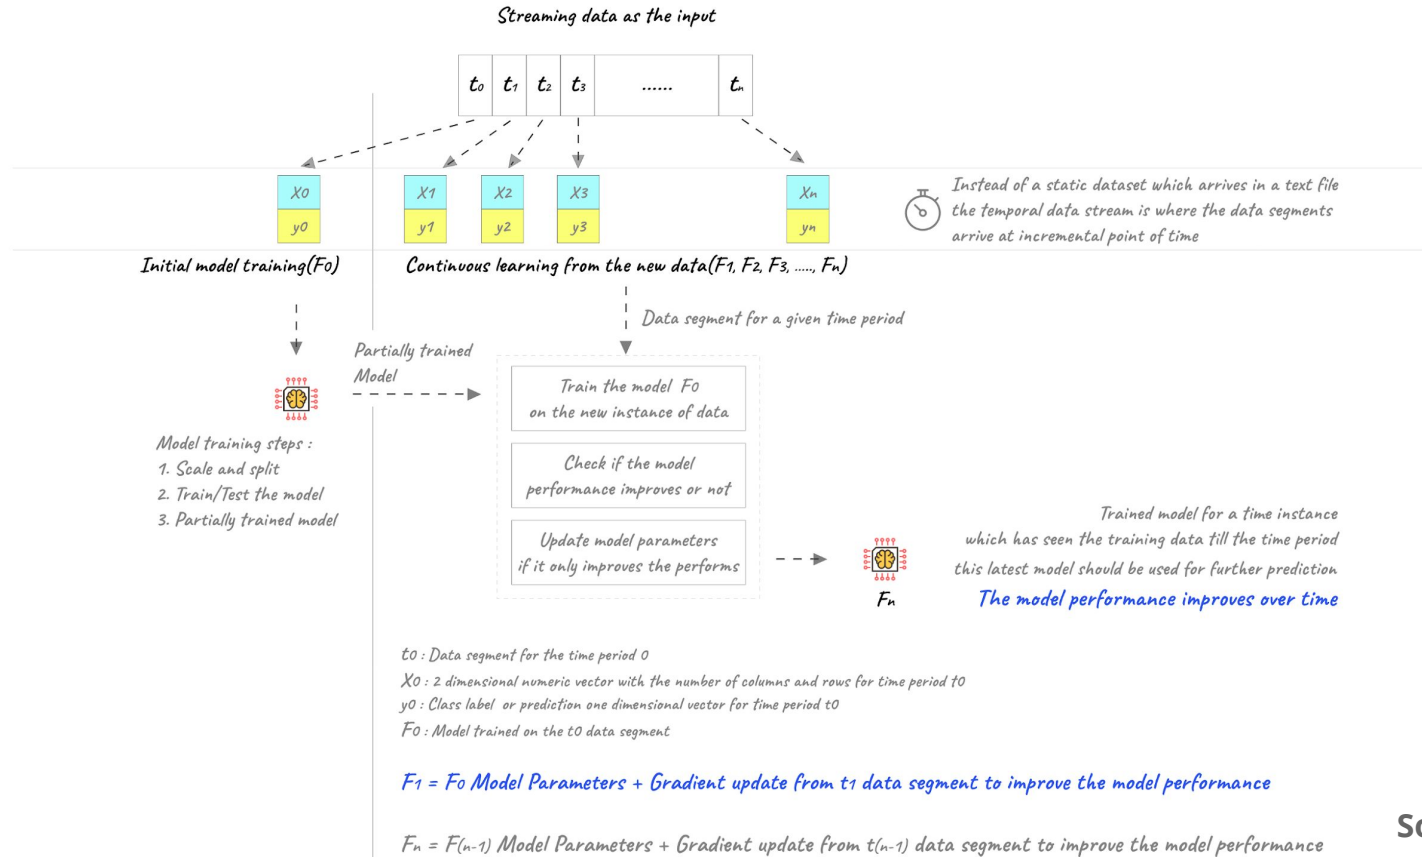 Streaming data as the input
t0 t1 t2 t3 ...... tn
X0 X1 X2 X3 Xn
y0 y1 y2 y3 yn
Instead of a static dataset which arrives in a text file
the temporal data stream is where the data segments
arrive at incremental point of time
Initial model training(F0)
Continuous learning from the new data(F1, F2, F3, ....., Fn)
Data segment for a given time period
Partially trained
Model
Train the model F0
on the new instance of data
Check if the model
performance improves or not
Update model parameters
if it only improves the performs
Model training steps :
1. Scale and split
2. Train/Test the model
3. Partially trained model
Fn
Trained model for a time instance
which has seen the training data till the time period
this latest model should be used for further prediction
The model performance improves over time
t0 : Data segment for the time period 0
X0 : 2 dimensional numeric vector with the number of columns and rows for time period t0
y0 : Class label or prediction one dimensional vector for time period t0
F0 : Model trained on the t0 data segment
F1 = F0 Model Parameters + Gradient update from t1 data segment to improve the model performance
Fn = F(n-1) Model Parameters + Gradient update from t(n-1) data segment to improve the model performance